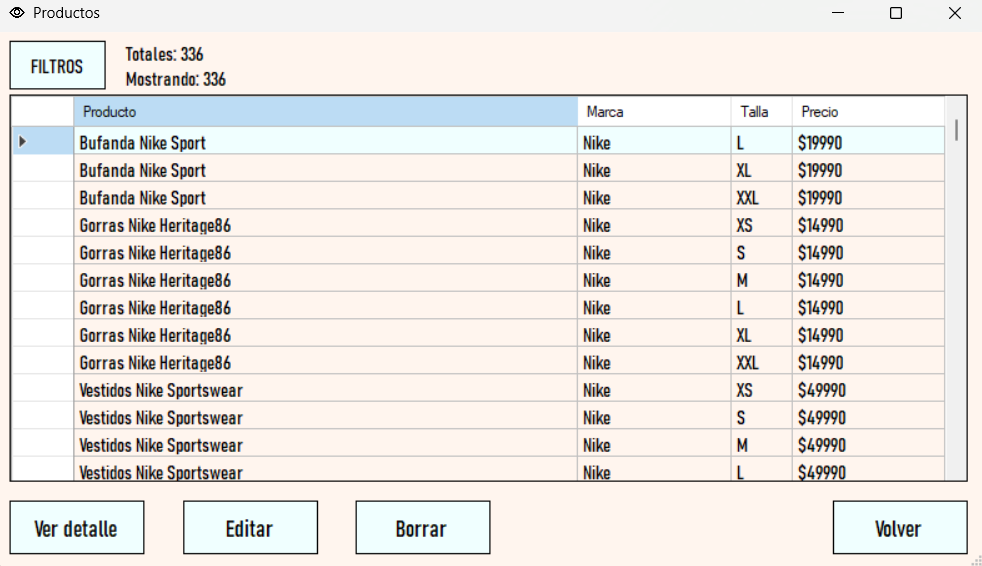 Productos
FILTROS
Totales: 336
Mostrando: 336
Producto Marca Talla Precio
Bufanda Nike Sport Nike L $19990
Bufanda Nike Sport Nike XL $19990
Bufanda Nike Sport Nike XXL $19990
Gorras Nike Heritage86 Nike XS $14990
Gorras Nike Heritage86 Nike S $14990
Gorras Nike Heritage86 Nike M $14990
Gorras Nike Heritage86 Nike L $14990
Gorras Nike Heritage86 Nike XL $14990
Gorras Nike Heritage86 Nike XXL $14990
Vestidos Nike Sportswear Nike XS $49990
Vestidos Nike Sportswear Nike S $49990
Vestidos Nike Sportswear Nike M $49990
Vestidos Nike Sportswear Nike L $49990
Ver detalle Editar Borrar Volver